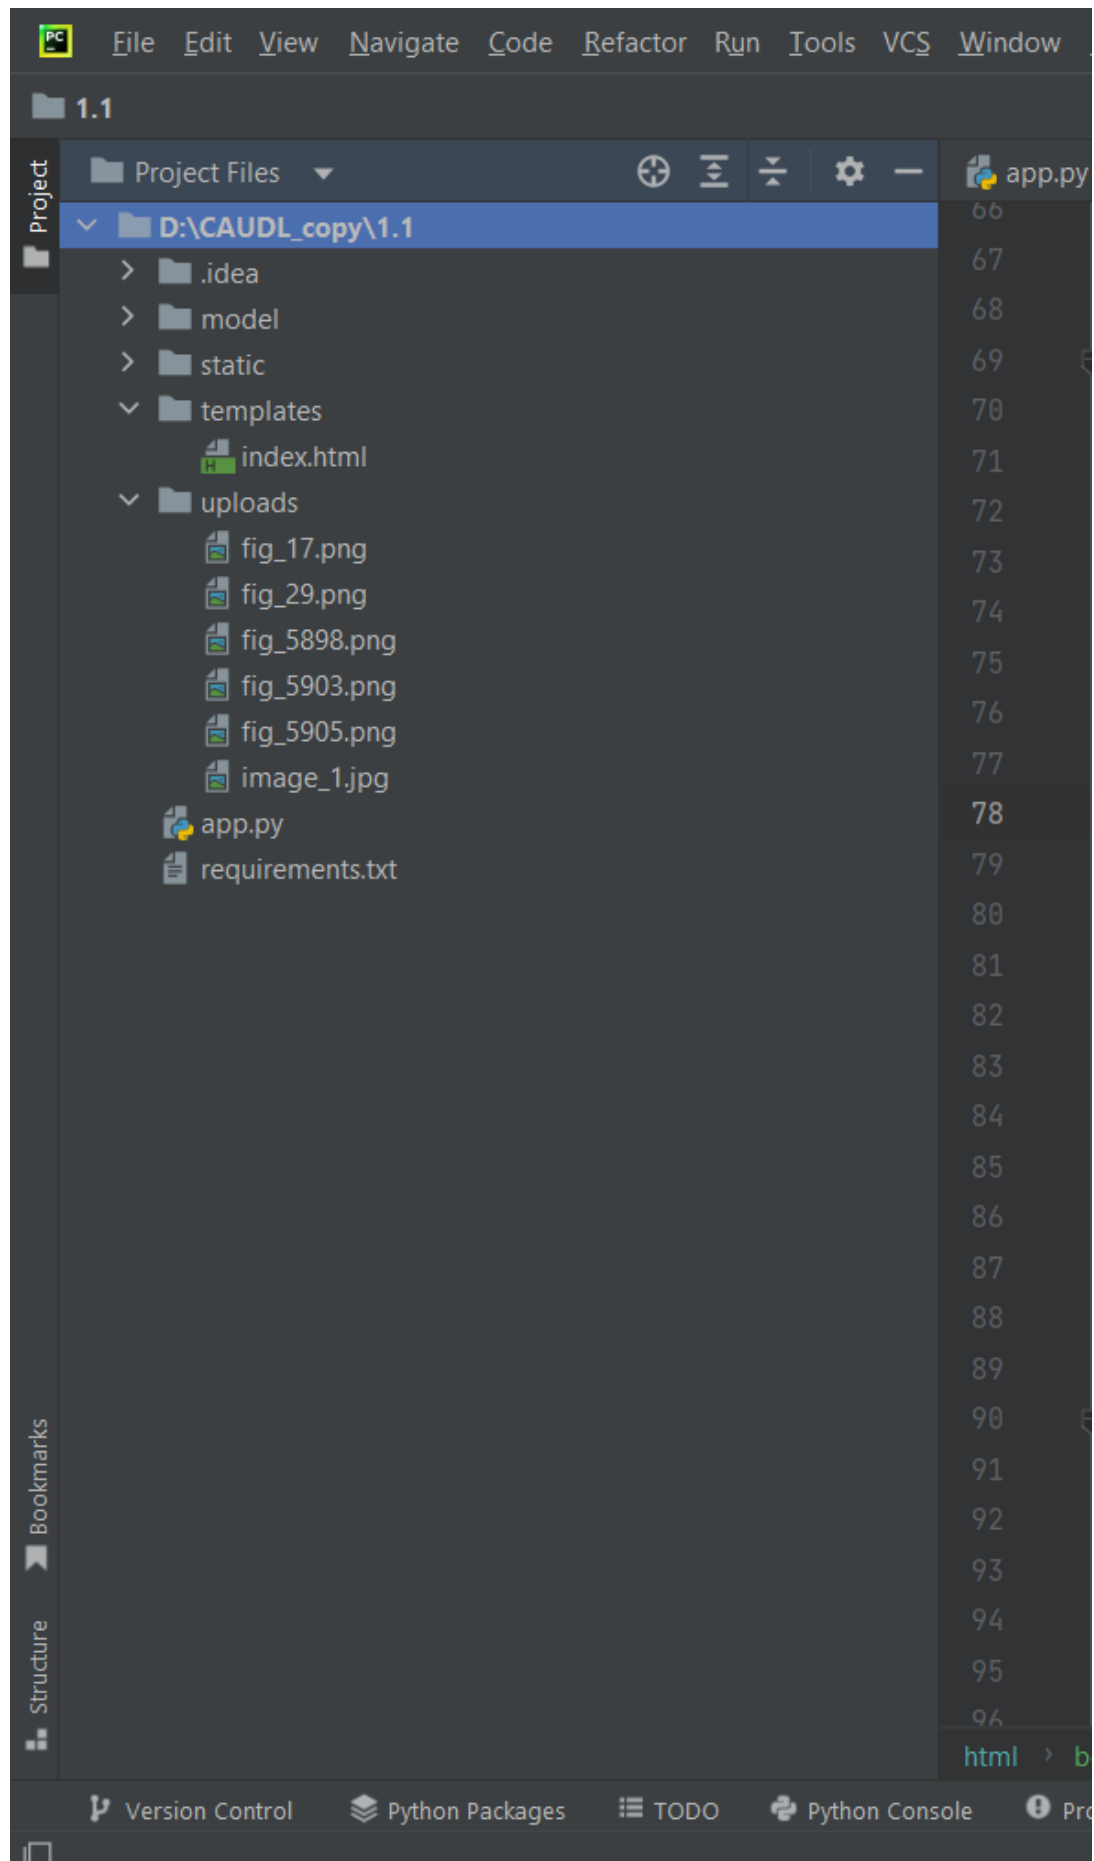 PC File Edit View Navigate Code Refactor Run Tools VCS Window
1.1
Project
Project Files
app.py
D:\CAUDL_copy\1.1
.idea
model
static
templates
index.html
uploads
fig_17.png
fig_29.png
fig_5898.png
fig_5903.png
fig_5905.png
image_1.jpg
app.py
requirements.txt
66
67
68
69
70
71
72
73
74
75
76
77
78
79
80
81
82
83
84
85
86
87
88
89
90
91
92
93
94
95
96
Bookmarks
Structure
html
Version Control Python Packages TODO Python Console